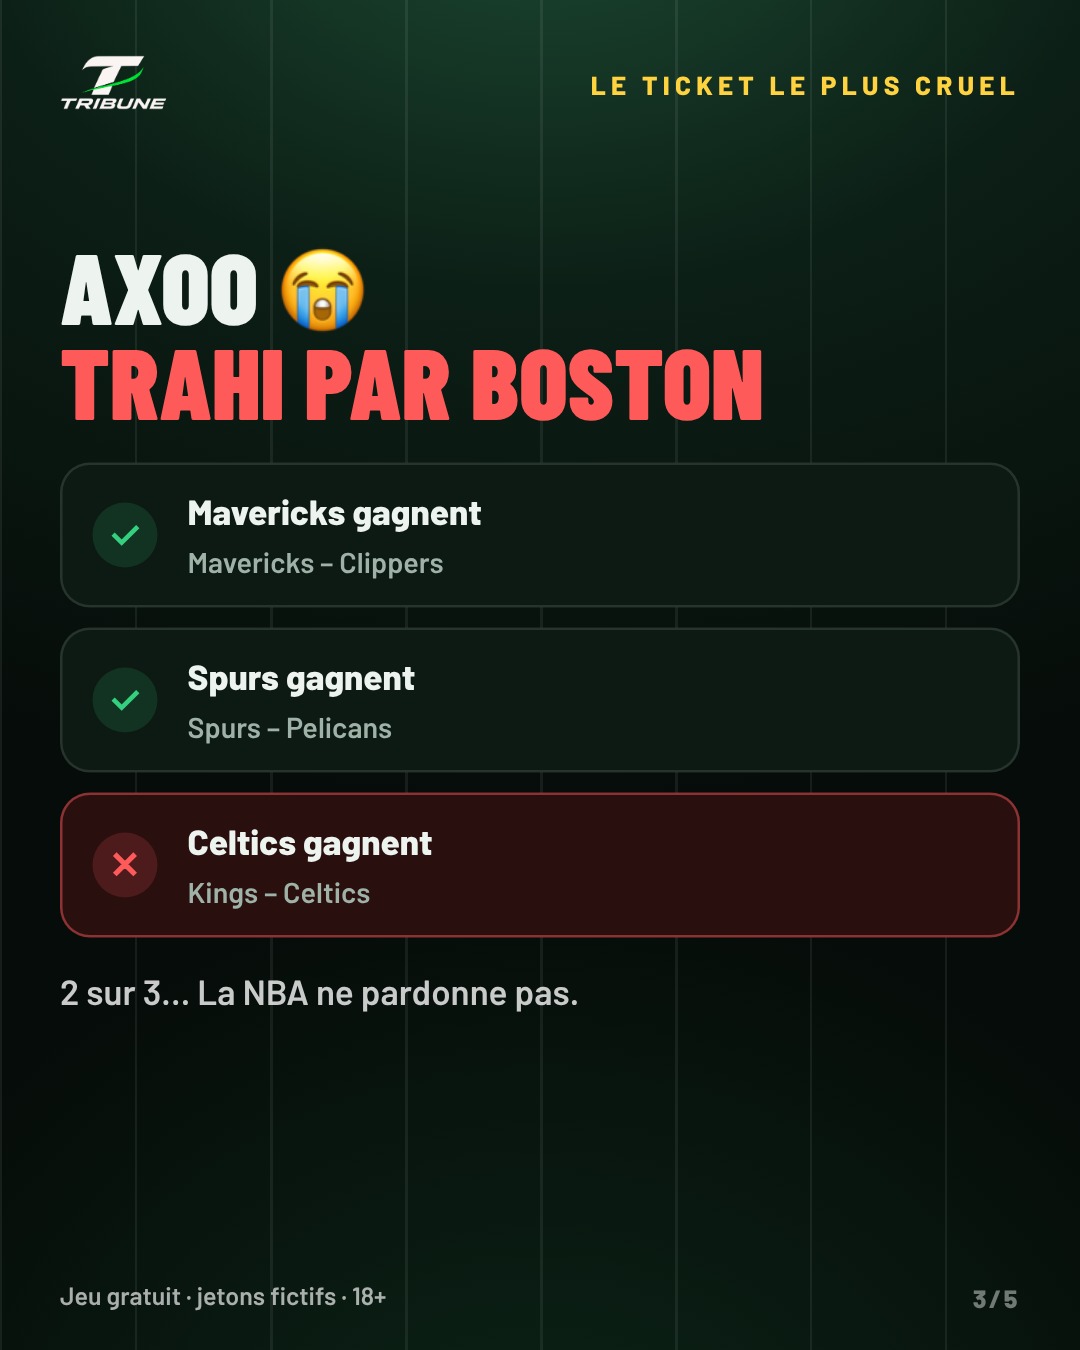 TRIBUNE
LE TICKET LE PLUS CRUEL
AXOO 😭
TRAHI PAR BOSTON
Mavericks gagnent
Mavericks – Clippers
Spurs gagnent
Spurs – Pelicans
Celtics gagnent
Kings – Celtics
2 sur 3... La NBA ne pardonne pas.
Jeu gratuit · jetons fictifs · 18+
3/5